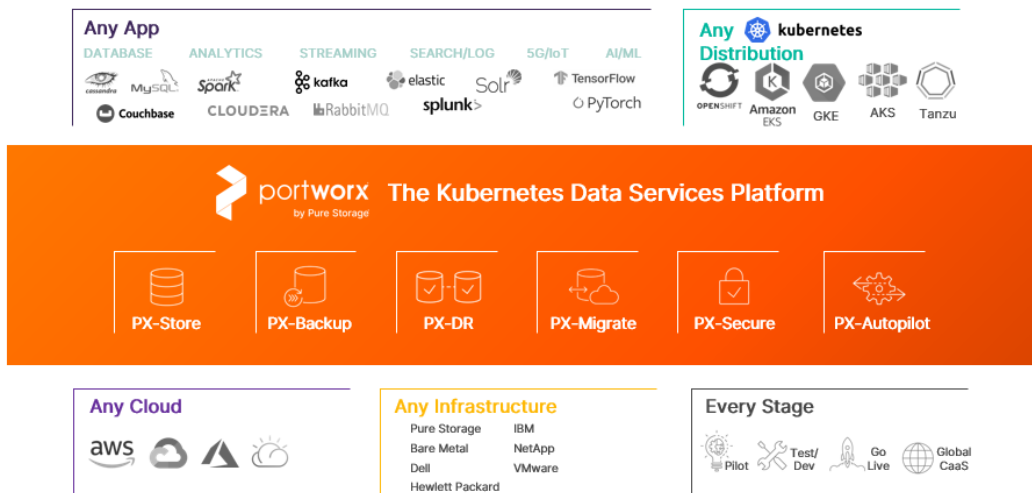 Any App
DATABASE ANALYTICS STREAMING SEARCH/LOG 5G/IoT AI/ML
cassandra MySQL APACHE Spark kafka elastic Solr TensorFlow
Couchbase CLOUDERA RabbitMQ splunk> PyTorch
Any kubernetes
Distribution
OPENSHIFT Amazon EKS GKE AKS Tanzu
portworx The Kubernetes Data Services Platform
by Pure Storage
PX-Store PX-Backup PX-DR PX-Migrate PX-Secure PX-Autopilot
Any Cloud
aws
Any Infrastructure
Pure Storage IBM
Bare Metal NetApp
Dell VMware
Hewlett Packard
Every Stage
Pilot Test/ Dev Go Live Global CaaS